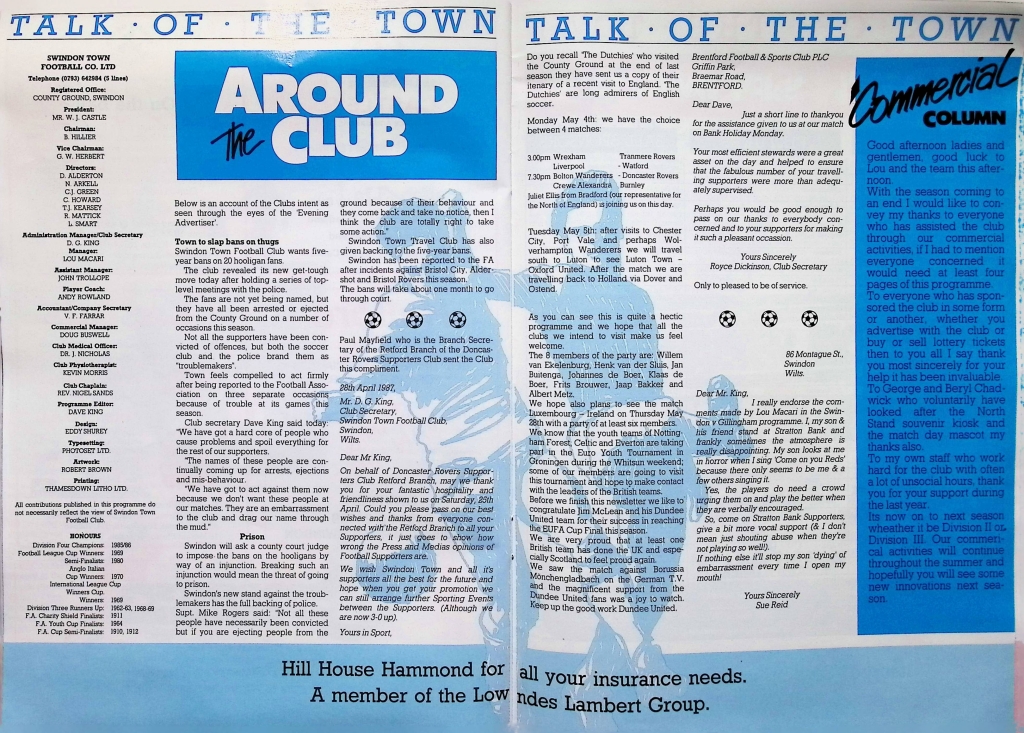 TALK · OF · THE · TOWN
SWINDON TOWN
FOOTBALL CO. LTD
Telephone (0793) 642984 (5 lines)
Registered Office:
COUNTY GROUND, SWINDON
President:
MR. W. J. CASTLE
Chairman:
B. HILLIER
Vice Chairman:
G. W. HERBERT
Directors:
D. ALDERTON
N. ARKELL
C.J. GREEN
C. HOWARD
T.J. KEARSEY
R. MATTICK
L. SMART
Administration Manager/Club Secretary
D. G. KING
Manager:
LOU MACARI
Assistant Manager:
JOHN TROLLOPE
Player Coach:
ANDY ROWLAND
Accountant/Company Secretary
V. F. FARRAR
Commercial Manager:
DOUG BUSWELL
Club Medical Officer:
DR. J. NICHOLAS
Club Physiotherapist:
KEVIN MORRIS
Club Chaplain:
REV. NIGEL SANDS
Programme Editor:
DAVE KING
Design:
EDDY SHUREY
Typesetting:
PHOTOSET LTD.
Artwork:
ROBERT BROWN
Printing:
THAMESDOWN LITHO LTD.
All contributions published in this programme do
not necessarily reflect the view of Swindon Town
Football Club.
HONOURS
Division Four Champions: 1985/86
Football League Cup Winners: 1969
Semi-Finalists: 1980
Anglo Italian
Cup Winners: 1970
International League Cup
Winners Cup.
Winners 1969
Division Three Runners Up: 1962-63, 1968-69
F.A. Charity Shield Finalists: 1911
F.A. Youth Cup Finalists: 1964
F.A. Cup Semi-Finalists: 1910, 1912
AROUND
the CLUB
Below is an account of the Clubs intent as
seen through the eyes of the 'Evening
Advertiser'.
Town to slap bans on thugs
Swindon Town Football Club wants five-
year bans on 20 hooligan fans.
The club revealed its new get-tough
move today after holding a series of top-
level meetings with the police.
The fans are not yet being named, but
they have all been arrested or ejected
from the County Ground on a number of
occasions this season.
Not all the supporters have been con-
victed of offences, but both the soccer
club and the police brand them as
"troublemakers".
Town feels compelled to act firmly
after being reported to the Football Asso-
ciation on three separate occasions
because of trouble at its games this
season.
Club secretary Dave King said today:
"We have got a hard core of people who
cause problems and spoil everything for
the rest of our supporters.
"The names of these people are con-
tinually coming up for arrests, ejections
and mis-behaviour.
"We have got to act against them now
because we don't want these people at
our matches. They are an embarrassment
to the club and drag our name through
the mud."
Prison
Swindon will ask a county court judge
to impose the bans on the hooligans by
way of an injunction. Breaking such an
injunction would mean the threat of going
to prison.
Swindon's new stand against the trou-
blemakers has the full backing of police.
Supt. Mike Rogers said: "Not all these
people have necessarily been convicted
but if you are ejecting people from the
ground because of their behaviour and
they come back and take no notice, then I
think the club are totally right to take
some action."
Swindon Town Travel Club has also
given backing to the five-year bans.
Swindon has been reported to the FA
after incidents against Bristol City, Alder-
shot and Bristol Rovers this season.
The bans will take about one month to go
through court.
Paul Mayfield who is the Branch Secre-
tary of the Retford Branch of the Doncas-
ter Rovers Supporters Club sent the Club
this compliment.
28th April 1987,
Mr. D. G. King,
Club Secretary,
Swindon Town Football Club,
Swindon,
Wilts.
Dear Mr King,
On behalf of Doncaster Rovers Suppor-
ters Club Retford Branch, may we thank
you for your fantastic hospitality and
friendliness shown to us on Saturday, 25th
April. Could you please pass on our best
wishes and thanks from everyone con-
nected with the Retford Branch to all your
Supporters, it just goes to show how
wrong the Press and Medias opinions of
Football Supporters are.
We wish Swindon Town and all it's
supporters all the best for the future and
hope when you get your promotion we
can still arrange further Sporting Events
between the Supporters. (Although we
are now 3-0 up).
Yours in Sport,
TALK · OF · THE · TOWN
Do you recall 'The Dutchies' who visited
the County Ground at the end of last
season they have sent us a copy of their
itenary of a recent visit to England. 'The
Dutchies' are long admirers of English
soccer.
Monday May 4th: we have the choice
between 4 matches:
3.00pm Wrexham Tranmere Rovers
Liverpool - Watford
7.30pm Bolton Wanderers - Doncaster Rovers
Crewe Alexandra Burnley
Juliet Ellis from Bradford (our representative for
the North of England) is joining us on this day.
Tuesday May 5th: after visits to Chester
City, Port Vale and perhaps Wol-
verhampton Wanderers we will travel
south to Luton to see Luton Town –
Oxford United. After the match we are
travelling back to Holland via Dover and
Ostend.
As you can see this is quite a hectic
programme and we hope that all the
clubs we intend to visit make us feel
welcome.
The 8 members of the party are: Willem
van Ekelenburg, Henk van der Sluis, Jan
Buitenga, Johannes de Boer, Klaas de
Boer, Frits Brouwer, Jaap Bakker and
Albert Metz.
We hope also plans to see the match
Luxembourg – Ireland on Thursday May
28th with a party of at least six members.
We know that the youth teams of Notting-
ham Forest, Celtic and Everton are taking
part in the Euro Youth Tournament in
Groningen during the Whitsun weekend;
some of our members are going to visit
this tournament and hope to make contact
with the leaders of the British teams.
Before we finish this newsletter we like to
congratulate Jim McLean and his Dundee
United team for their success in reaching
the EUFA Cup Final this season.
We are very proud that at least one
British team has done the UK and espe-
cially Scotland to feel proud again.
We saw the match against Borussia
Monchengladbach on the German T.V.
and the magnificent support from the
Dundee United fans was a joy to watch.
Keep up the good work Dundee United.
Brentford Football & Sports Club PLC
Griffin Park,
Braemar Road,
BRENTFORD.
Dear Dave,
Just a short line to thankyou
for the assistance given to us at our match
on Bank Holiday Monday.
Your most efficient stewards were a great
asset on the day and helped to ensure
that the fabulous number of your travell-
ing supporters were more than adequ-
ately supervised.
Perhaps you would be good enough to
pass on our thanks to everybody con-
cerned and to your supporters for making
it such a pleasant occassion.
Yours Sincerely
Royce Dickinson, Club Secretary
Only to pleased to be of service.
86 Montague St.,
Swindon
Wilts.
Dear Mr. King,
I really endorse the com-
ments made by Lou Macari in the Swin-
don v Gillingham programme. I, my son &
his friend stand at Stratton Bank and
frankly sometimes the atmosphere is
really disappointing. My son looks at me
in horror when I sing 'Come on you Reds'
because there only seems to be me & a
few others singing it.
Yes, the players do need a crowd
urging them on and play the better when
they are verbally encouraged.
So, come on Stratton Bank Supporters,
give a bit more vocal support (& I don't
mean just shouting abuse when they're
not playing so well!).
If nothing else it'll stop my son 'dying' of
embarrassment every time I open my
mouth!
Yours Sincerely
Sue Reid
'Commercial
COLUMN
Good afternoon ladies and
gentlemen, good luck to
Lou and the team this after-
noon.
With the season coming to
an end I would like to con-
vey my thanks to everyone
who has assisted the club
through our commercial
activities, if I had to mention
everyone concerned it
would need at least four
pages of this programme.
To everyone who has spon-
sored the club in some form
or another, whether you
advertise with the club or
buy or sell lottery tickets
then to you all I say thank
you most sincerely for your
help it has been invaluable.
To George and Beryl Chad-
wick who voluntarily have
looked after the North
Stand souvenir kiosk and
the match day mascot my
thanks also.
To my own staff who work
hard for the club with often
a lot of unsocial hours, thank
you for your support during
the last year.
Its now on to next season
wheather it be Division II or
Division III. Our commeri-
cal activities will continue
throughout the summer and
hopefully you will see some
new innovations next sea-
son.
Hill House Hammond for all your insurance needs.
A member of the Lowndes Lambert Group.